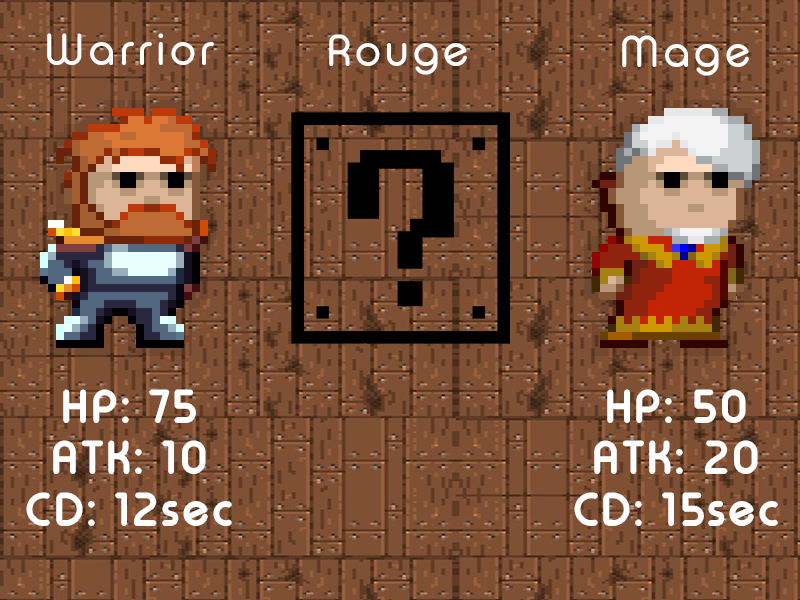 Warrior
Rouge
Mage
?
HP: 75
ATK: 10
CD: 12sec
HP: 50
ATK: 20
CD: 15sec